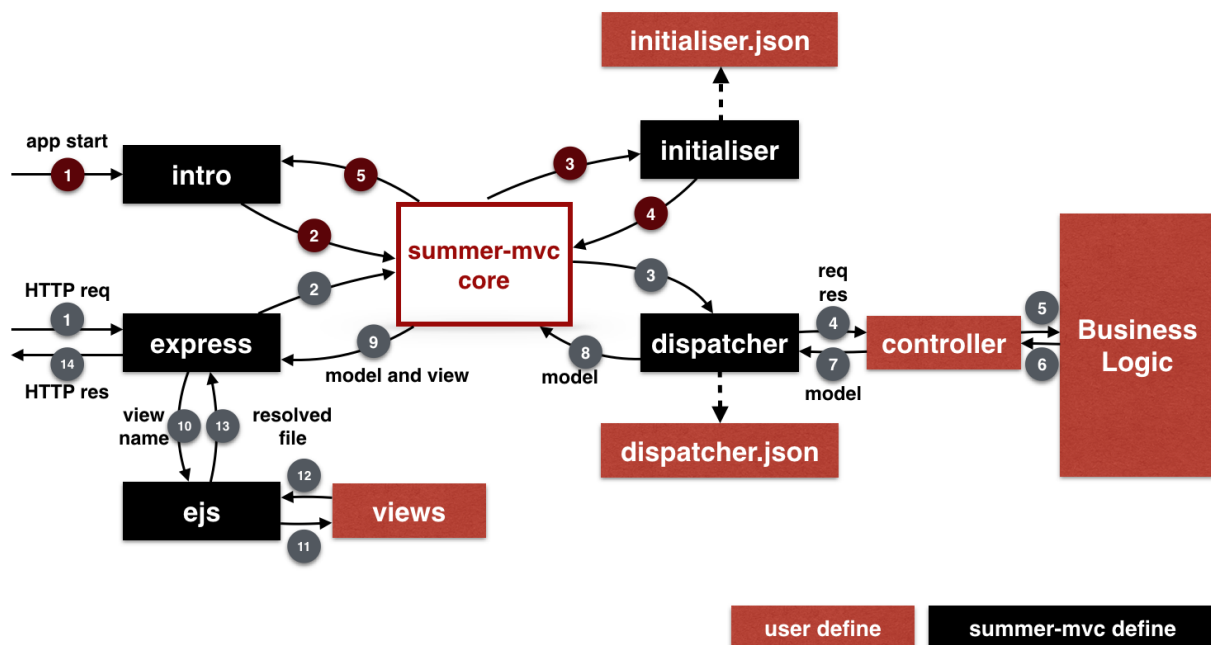 initialiser.json
app start
1
intro
5
3
initialiser
2
4
summer-mvc
core
HTTP req
1
2
3
req
res
4
5
express
9
8
dispatcher
controller
Business
Logic
14
HTTP res
model and view
model
7
model
6
view
name
10
13
resolved
file
dispatcher.json
12
ejs
views
11
user define
summer-mvc define